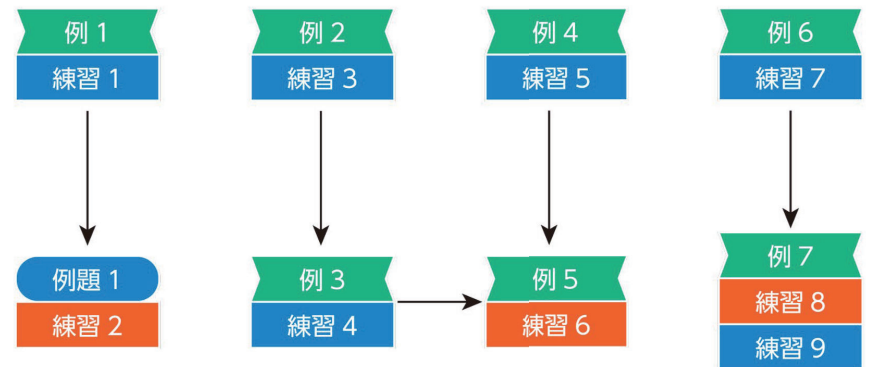 例 1
練習 1
例 2
練習 3
例 4
練習 5
例 6
練習 7
例題 1
練習 2
例 3
練習 4
例 5
練習 6
例 7
練習 8
練習 9